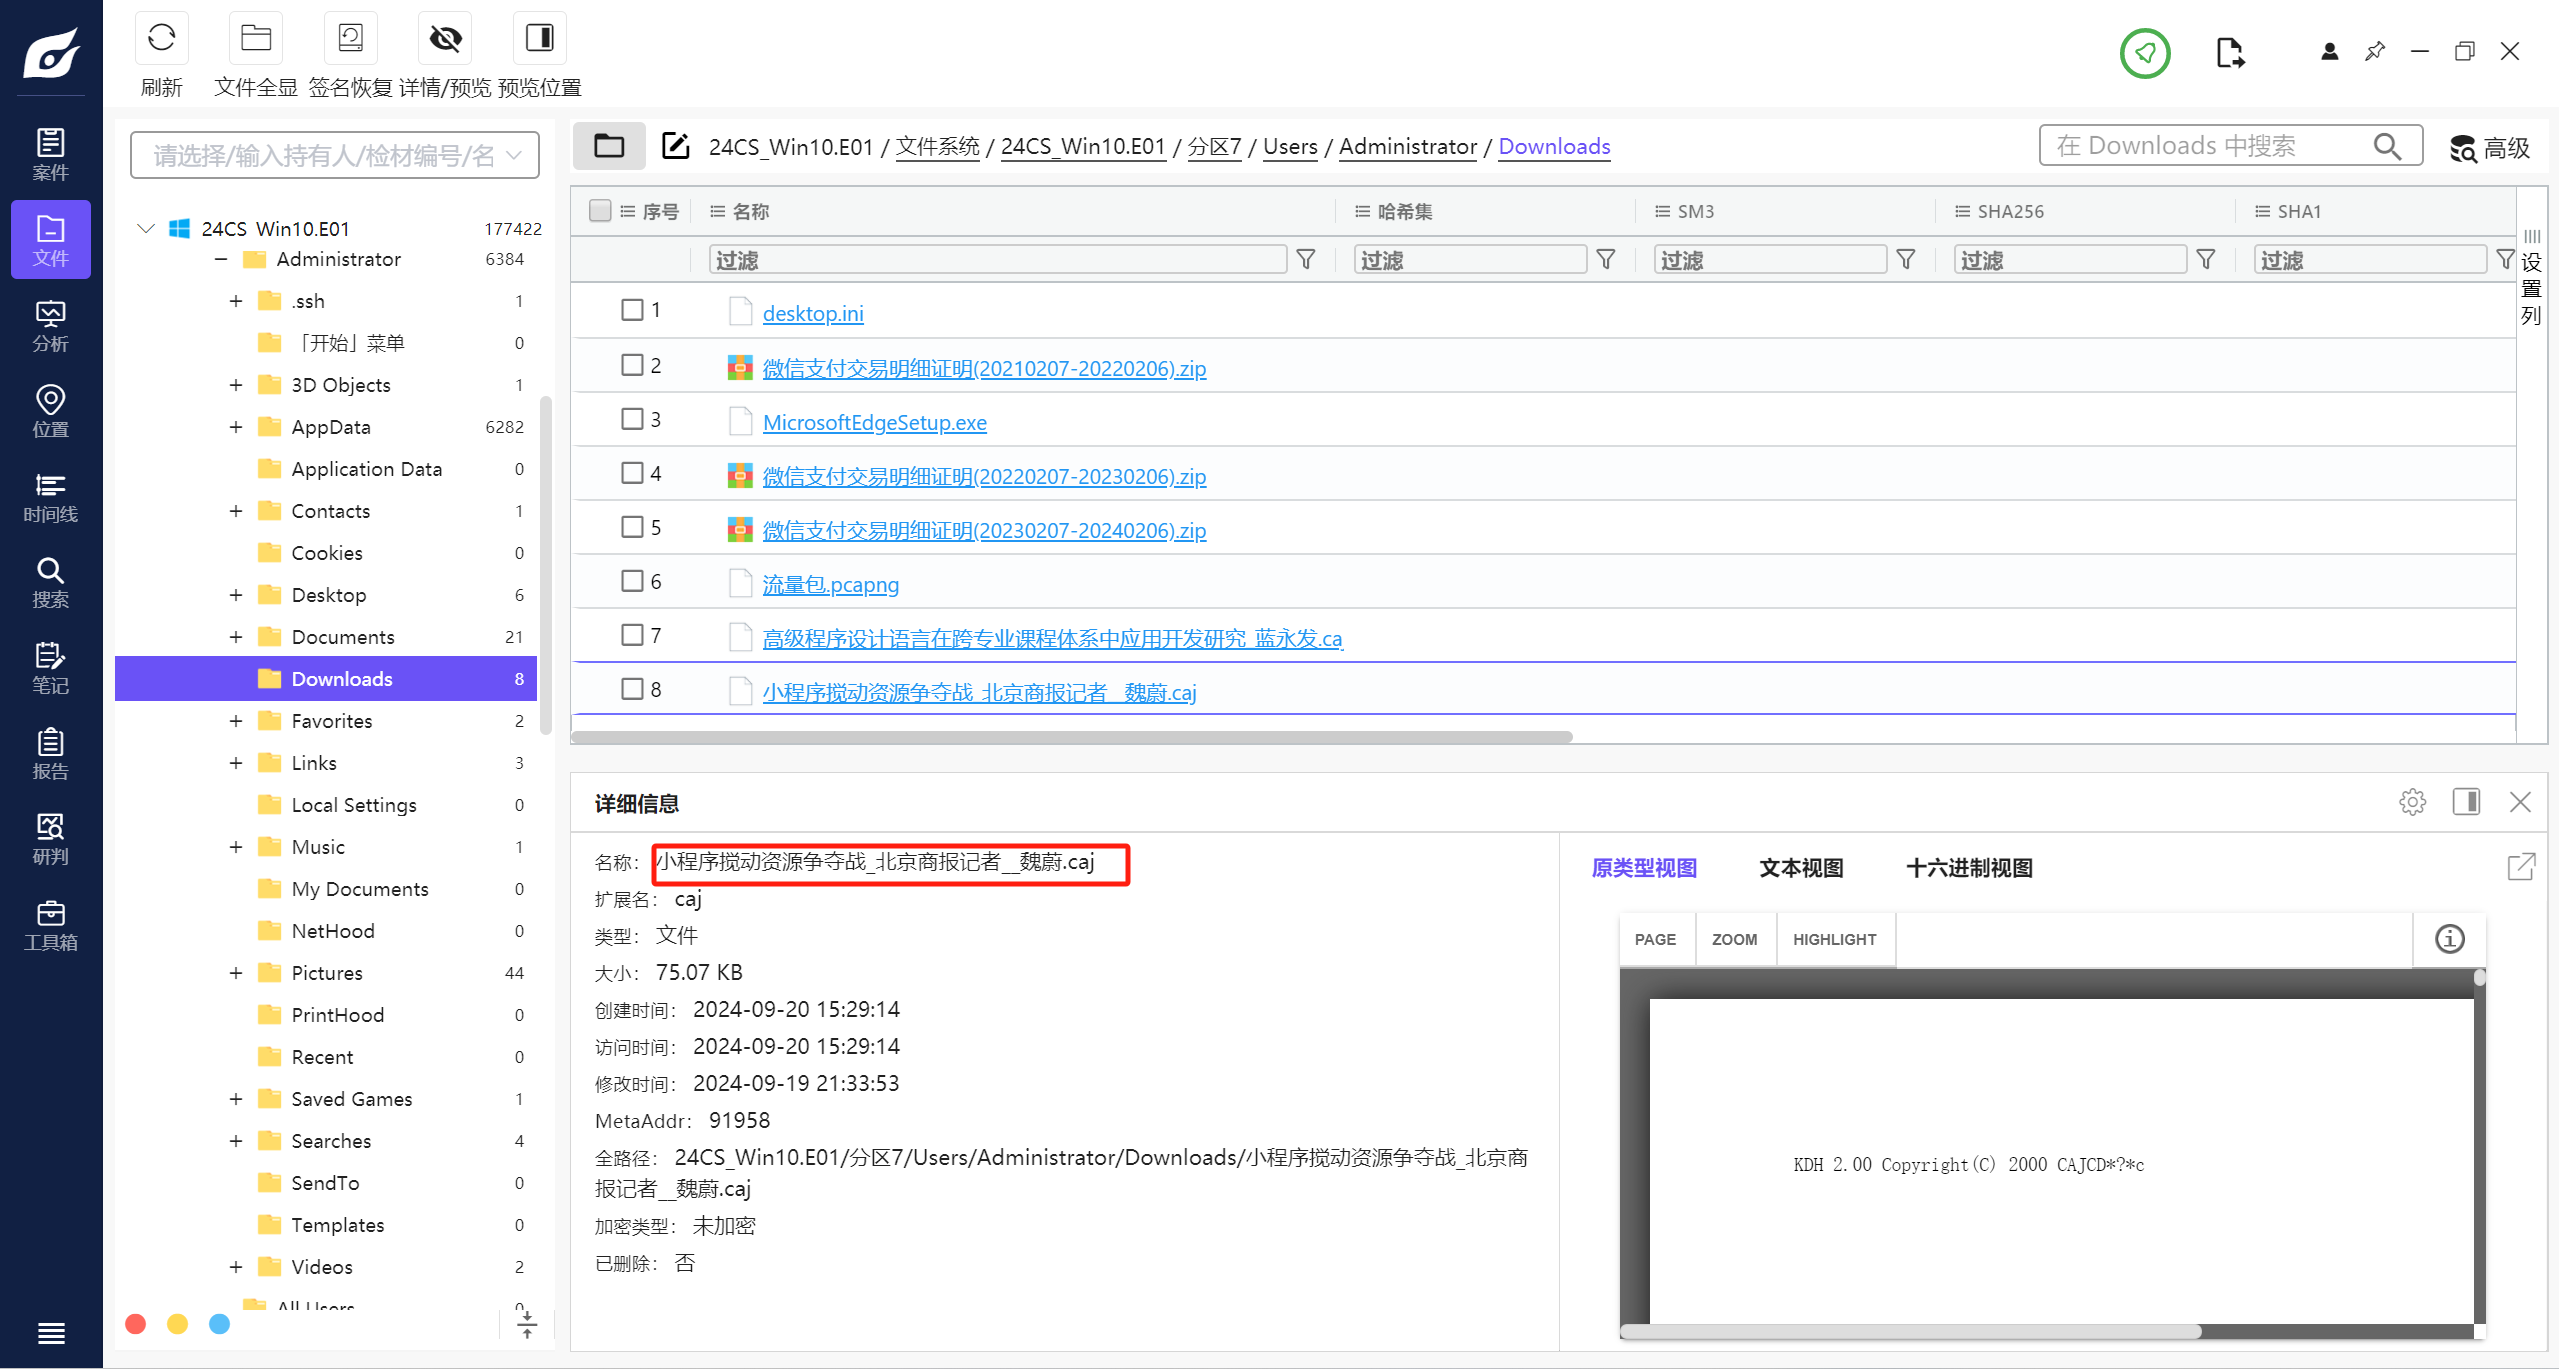 刷新
文件全显
签名恢复
详情/预览
预览位置
案件
文件
分析
位置
时间线
搜索
笔记
报告
研判
工具箱
请选择/输入持有人/检材编号/名
24CS_Win10.E01 177422
Administrator 6384
.ssh 1
「开始」菜单 0
3D Objects 1
AppData 6282
Application Data 0
Contacts 1
Cookies 0
Desktop 6
Documents 21
Downloads 8
Favorites 2
Links 3
Local Settings 0
Music 1
My Documents 0
NetHood 0
Pictures 44
PrintHood 0
Recent 0
Saved Games 1
Searches 4
SendTo 0
Templates 0
Videos 2
All Users 0
24CS_Win10.E01 / 文件系统 / 24CS_Win10.E01 / 分区7 / Users / Administrator / Downloads
在 Downloads 中搜索
高级
序号 名称 哈希集 SM3 SHA256 SHA1
过滤 过滤 过滤 过滤 过滤
设置列
1 desktop.ini
2 微信支付交易明细证明(20210207-20220206).zip
3 MicrosoftEdgeSetup.exe
4 微信支付交易明细证明(20220207-20230206).zip
5 微信支付交易明细证明(20230207-20240206).zip
6 流量包.pcapng
7 高级程序设计语言在跨专业课程体系中应用开发研究_蓝永发.ca
8 小程序搅动资源争夺战_北京商报记者__魏蔚.caj
详细信息
名称： 小程序搅动资源争夺战_北京商报记者__魏蔚.caj
扩展名： caj
类型： 文件
大小： 75.07 KB
创建时间： 2024-09-20 15:29:14
访问时间： 2024-09-20 15:29:14
修改时间： 2024-09-19 21:33:53
MetaAddr: 91958
全路径： 24CS_Win10.E01/分区7/Users/Administrator/Downloads/小程序搅动资源争夺战_北京商
报记者__魏蔚.caj
加密类型： 未加密
已删除： 否
原类型视图 文本视图 十六进制视图
PAGE ZOOM HIGHLIGHT
KDH 2.00 Copyright(C) 2000 CAJCD*?*c